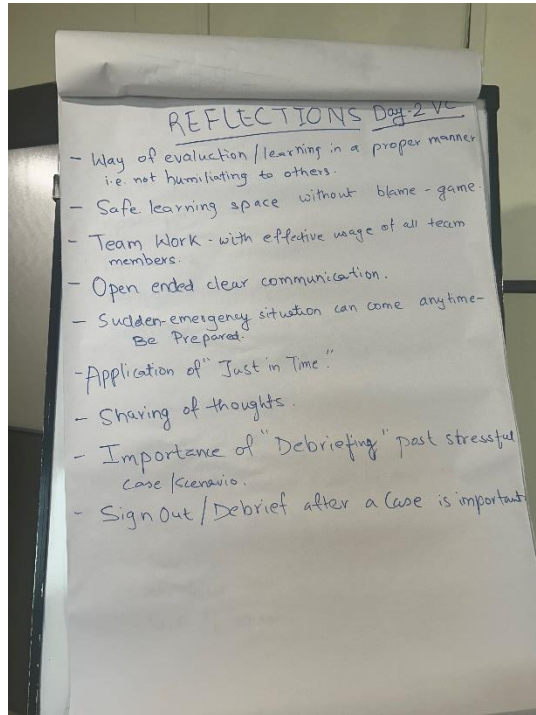 REFLECTIONS Day-2 VC
- Way of evaluction/learning in a proper manner
i.e. not humiliating to others.
- Safe learning space without blame-game.
- Team Work - with effective usage of all team
members.
- Open ended clear communication.
- Sudden-emergency situation can come anytime-
Be Prepared.
- Application of "Just in Time."
- Sharing of thoughts.
- Importance of "Debriefing" past stressful
Case/Scenario.
- Sign Out/Debrief after a Case is important